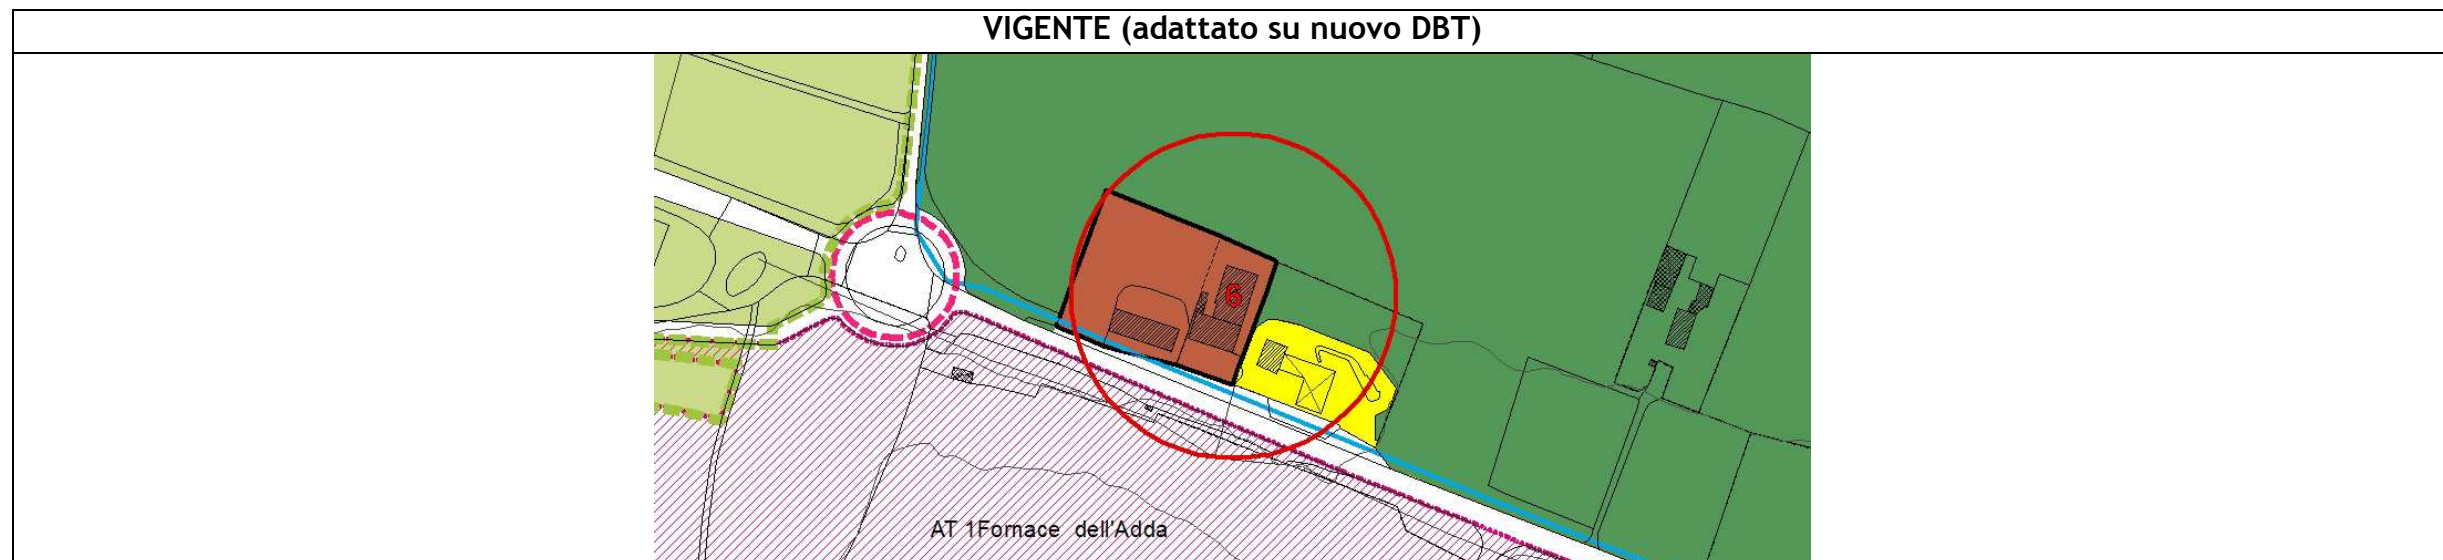 VIGENTE (adattato su nuovo DBT)
6
AT 1Fornace dell'Adda